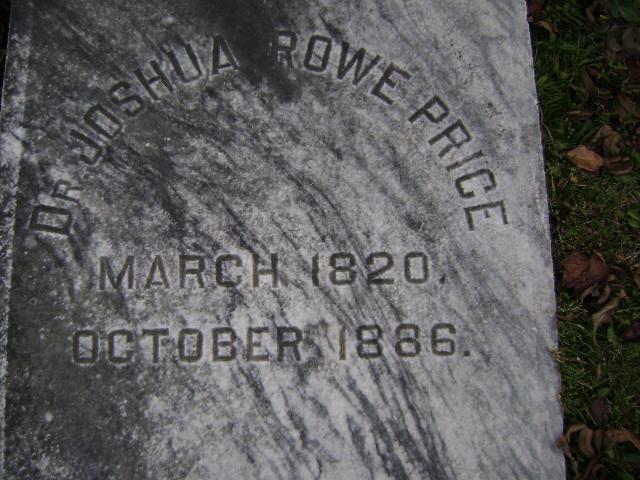 DR JOSHUA ROWE PRICE
MARCH 1820.
OCTOBER 1886.